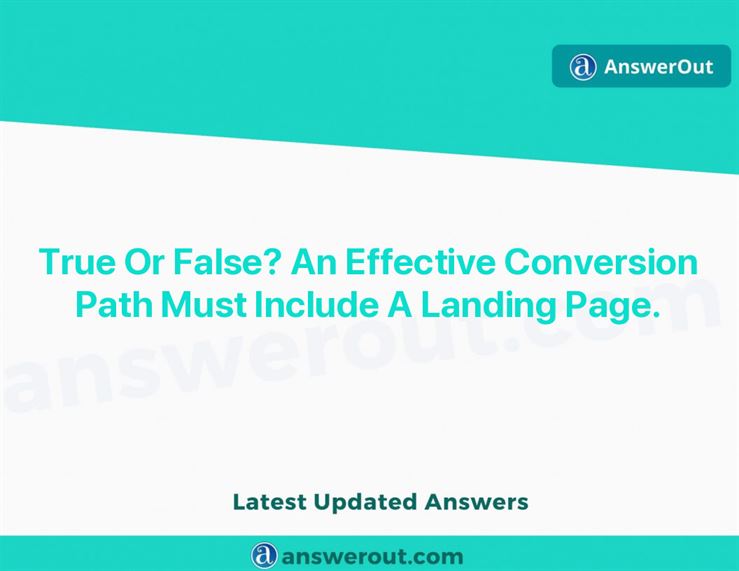 AnswerOut
True Or False? An Effective Conversion
Path Must Include A Landing Page.
answerout.com
Latest Updated Answers
answerout.com